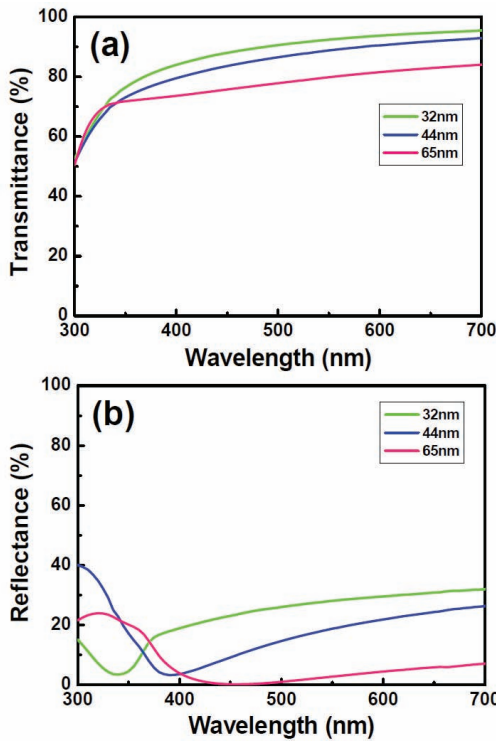 (a)
Transmittance (%)
100
80
60
40
20
0
32nm
44nm
65nm
300 400 500 600 700
Wavelength (nm)
(b)
Reflectance (%)
100
80
60
40
20
0
32nm
44nm
65nm
300 400 500 600 700
Wavelength (nm)